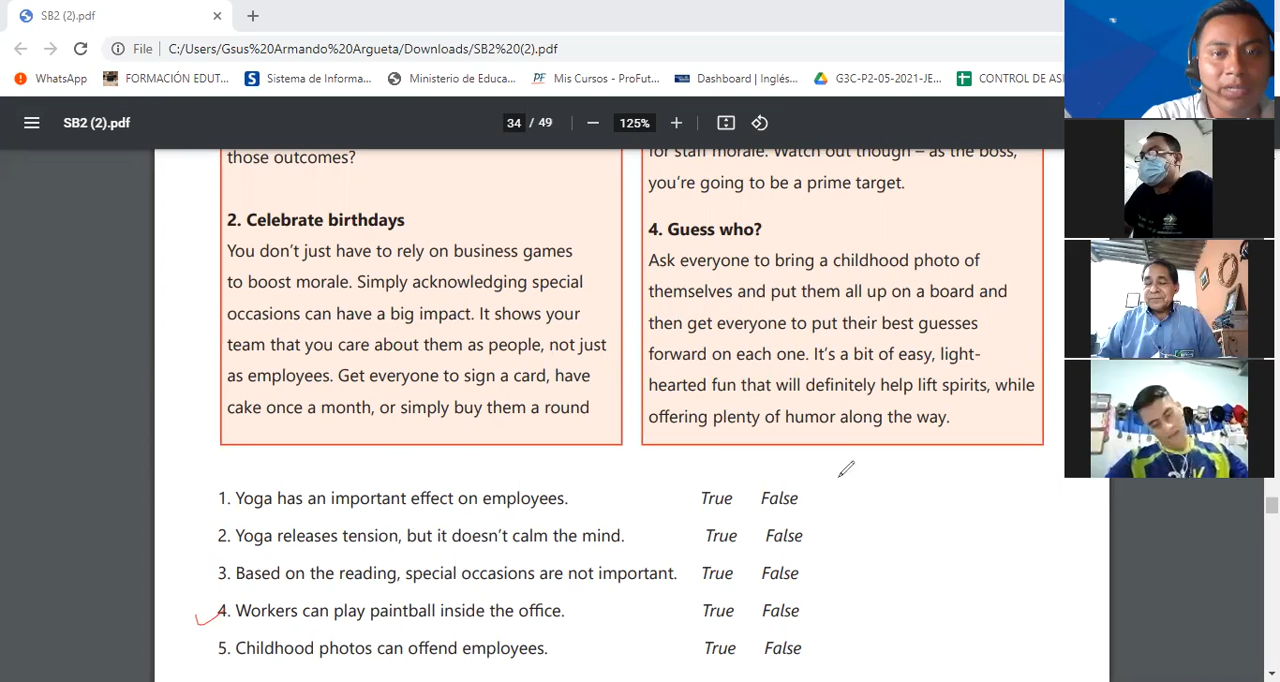 SB2 (2).pdf
File
C:/Users/Gsus%20Armando%20Argueta/Downloads/SB2%20(2).pdf
WhatsApp
FORMACIÓN EDUT...
Sistema de Informa...
Ministerio de Educa...
PF Mis Cursos - ProFut...
Dashboard | Inglés...
G3C-P2-05-2021-JE...
CONTROL DE AS
SB2 (2).pdf
34 / 49
125%
those outcomes?
2. Celebrate birthdays
You don't just have to rely on business games
to boost morale. Simply acknowledging special
occasions can have a big impact. It shows your
team that you care about them as people, not just
as employees. Get everyone to sign a card, have
cake once a month, or simply buy them a round
for staff morale. Watch out though – as the boss,
you're going to be a prime target.
4. Guess who?
Ask everyone to bring a childhood photo of
themselves and put them all up on a board and
then get everyone to put their best guesses
forward on each one. It's a bit of easy, light-
hearted fun that will definitely help lift spirits, while
offering plenty of humor along the way.
1. Yoga has an important effect on employees. True False
2. Yoga releases tension, but it doesn't calm the mind. True False
3. Based on the reading, special occasions are not important. True False
4. Workers can play paintball inside the office. True False
5. Childhood photos can offend employees. True False